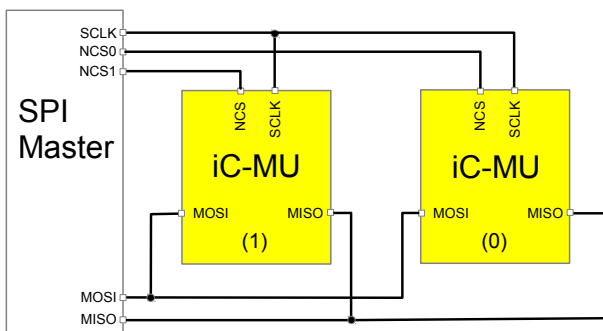 SCLK
NCS0
NCS1
SPI
Master
NCS
SCLK
iC-MU
MOSI
MISO
(1)
NCS
SCLK
iC-MU
MOSI
MISO
(0)
MOSI
MISO